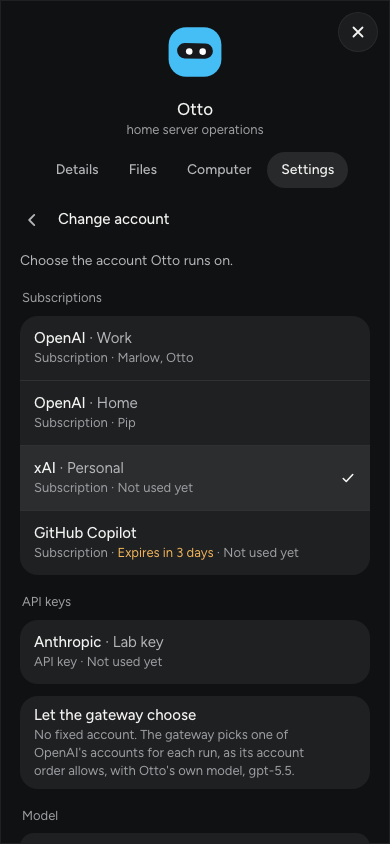 Otto
home server operations
Details Files Computer Settings
Change account
Choose the account Otto runs on.
Subscriptions
OpenAI · Work
Subscription · Marlow, Otto
OpenAI · Home
Subscription · Pip
xAI · Personal
Subscription · Not used yet
GitHub Copilot
Subscription · Expires in 3 days · Not used yet
API keys
Anthropic · Lab key
API key · Not used yet
Let the gateway choose
No fixed account. The gateway picks one of
OpenAI's accounts for each run, as its account
order allows, with Otto's own model, gpt-5.5.
Model